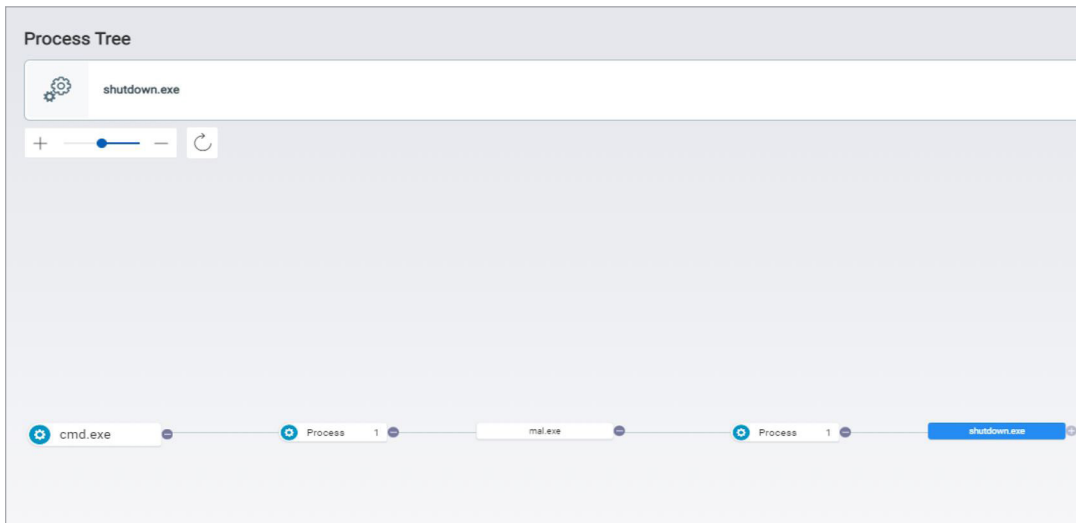 Process Tree
shutdown.exe
cmd.exe
Process 1
mal.exe
Process 1
shutdown.exe